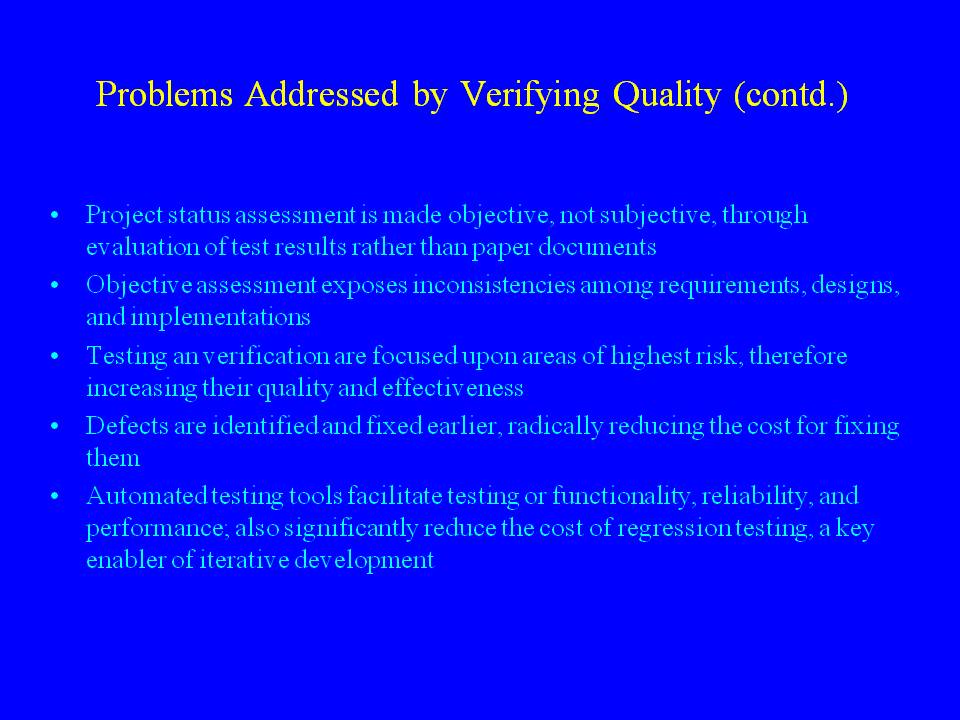 Problems Addressed by Verifying Quality (contd.)
• Project status assessment is made objective, not subjective, through
evaluation of test results rather than paper documents
• Objective assessment exposes inconsistencies among requirements, designs,
and implementations
• Testing an verification are focused upon areas of highest risk, therefore
increasing their quality and effectiveness
• Defects are identified and fixed earlier, radically reducing the cost for fixing
them
• Automated testing tools facilitate testing or functionality, reliability, and
performance; also significantly reduce the cost of regression testing, a key
enabler of iterative development